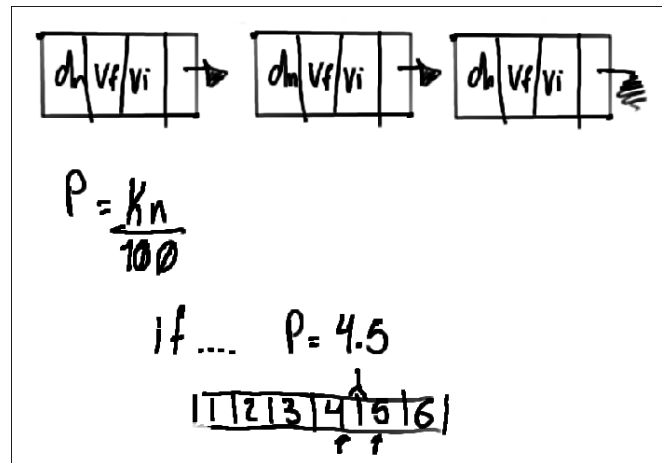 dn Vf Vi dn Vf Vi dn Vf Vi
P = Kn
100
if .... P = 4.5
1 2 3 4 5 6